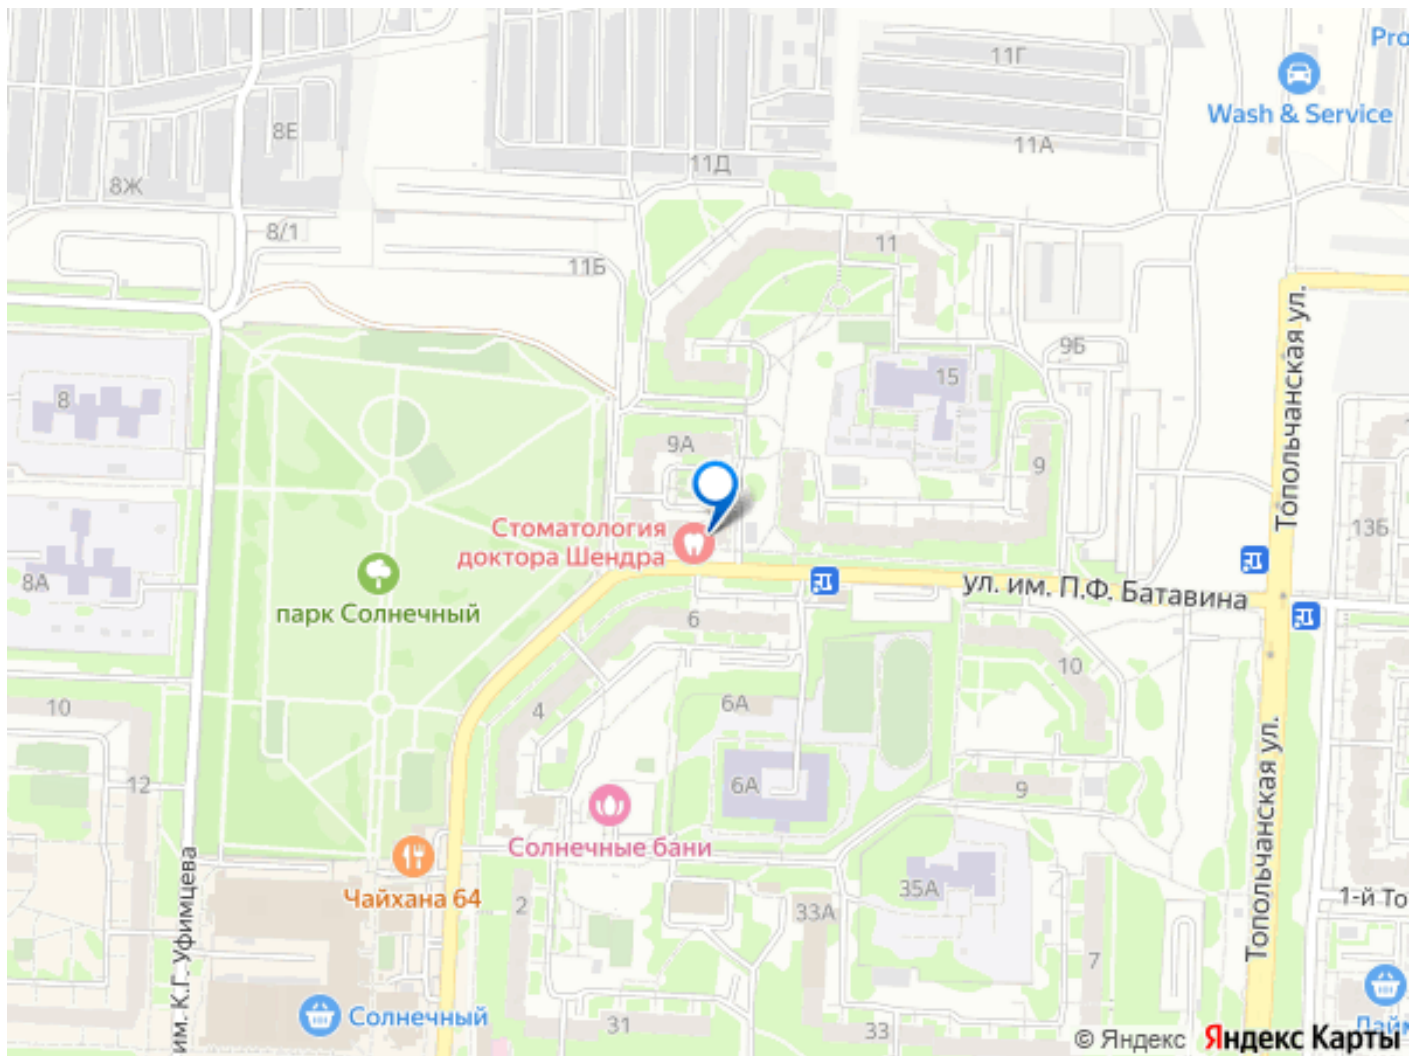 Pro
11Г
Wash & Service
8Е
11А
11Д
8Ж
8/1
11
11Б
Топольчанская ул.
9Б
15
8
9А
9
13Б
Стоматология
доктора Шендра
8А
ул. им. П.Ф. Батавина
парк Солнечный
6
10
4
6А
10
12
6А
9
Топольчанская ул.
Солнечные бани
им. К.Г. Уфимцева
Чайхана 64
2
33А
35А
1-й То
7
Солнечный
31
33
Лайм
© Яндекс Яндекс Карты